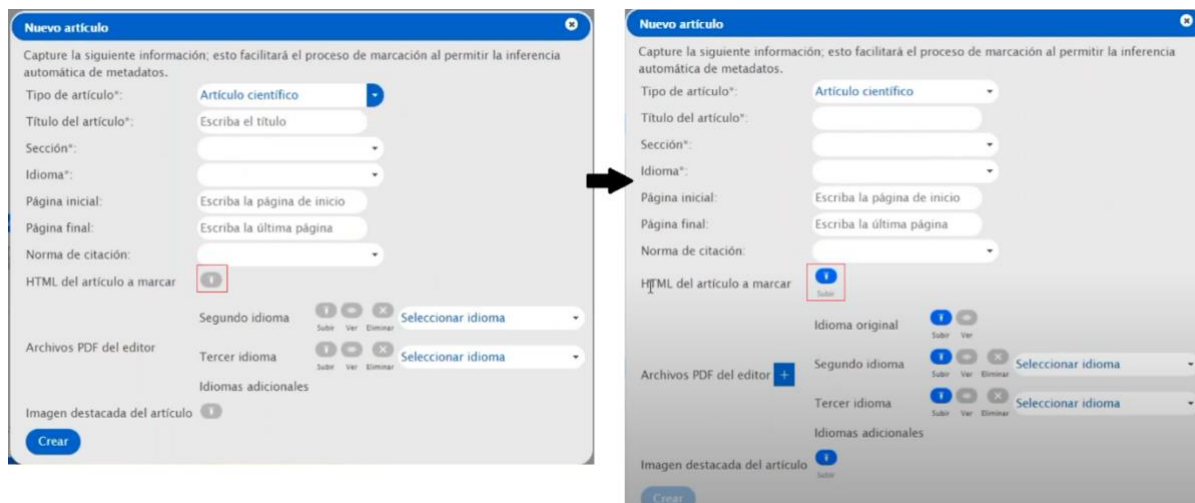 Nuevo artículo
Capture la siguiente información; esto facilitará el proceso de marcación al permitir la inferencia
automática de metadatos.
Tipo de artículo*: Artículo científico
Título del artículo*: Escriba el título
Sección*:
Idioma*:
Página inicial: Escriba la página de inicio
Página final: Escriba la última página
Norma de citación:
HTML del artículo a marcar
Segundo idioma Seleccionar idioma
Subir Ver Eliminar
Archivos PDF del editor
Tercer idioma Seleccionar idioma
Subir Ver Eliminar
Idiomas adicionales
Imagen destacada del artículo
Crear
Nuevo artículo
Capture la siguiente información; esto facilitará el proceso de marcación al permitir la inferencia
automática de metadatos.
Tipo de artículo*: Artículo científico
Título del artículo*:
Sección*:
Idioma*:
Página inicial: Escriba la página de inicio
Página final: Escriba la última página
Norma de citación:
HTML del artículo a marcar
Subir
Idioma original
Subir Ver
Segundo idioma Seleccionar idioma
Subir Ver Eliminar
Archivos PDF del editor +
Tercer idioma Seleccionar idioma
Subir Ver Eliminar
Idiomas adicionales
Imagen destacada del artículo
Subir
Crear